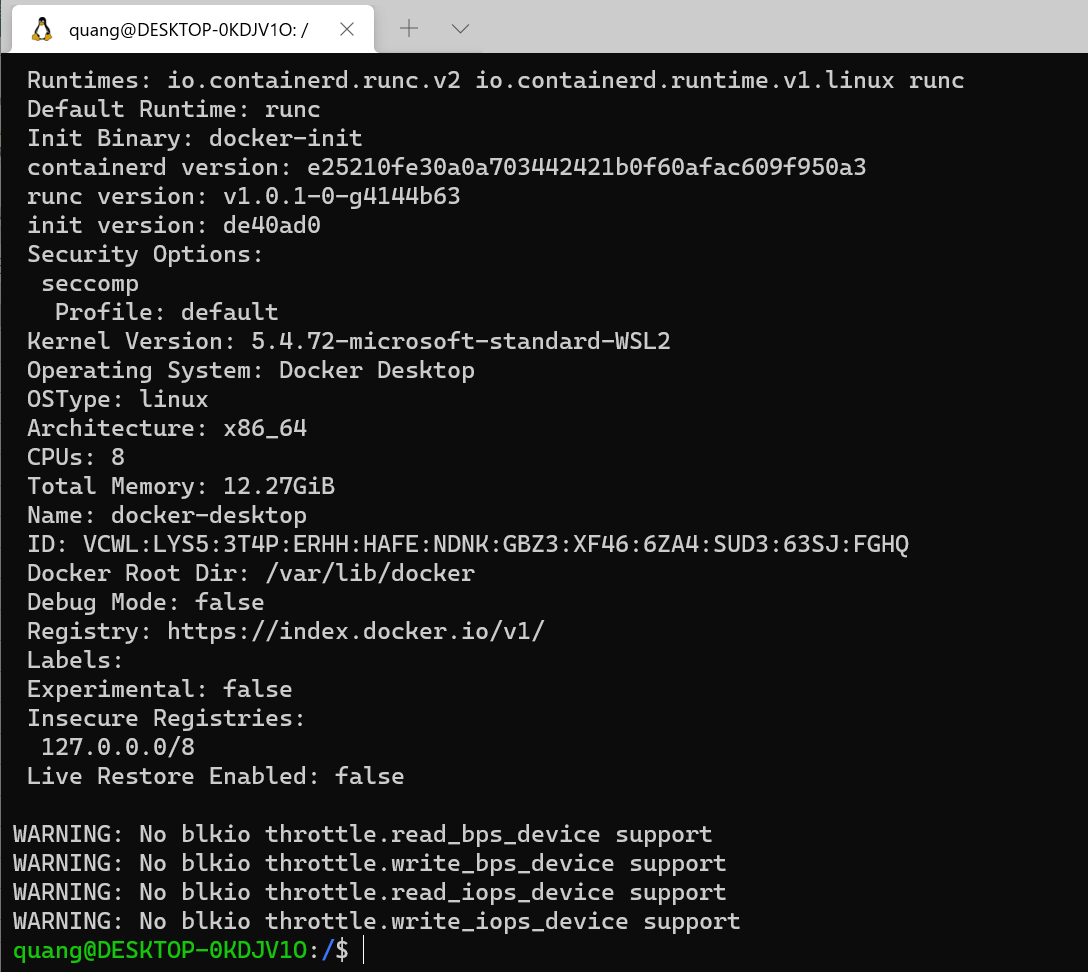 quang@DESKTOP-0KDJV1O: /
Runtimes: io.containerd.runc.v2 io.containerd.runtime.v1.linux runc
Default Runtime: runc
Init Binary: docker-init
containerd version: e25210fe30a0a703442421b0f60afac609f950a3
runc version: v1.0.1-0-g4144b63
init version: de40ad0
Security Options:
seccomp
Profile: default
Kernel Version: 5.4.72-microsoft-standard-WSL2
Operating System: Docker Desktop
OSType: linux
Architecture: x86_64
CPUs: 8
Total Memory: 12.27GiB
Name: docker-desktop
ID: VCWL:LYS5:3T4P:ERHH:HAFE:NDNK:GBZ3:XF46:6ZA4:SUD3:63SJ:FGHQ
Docker Root Dir: /var/lib/docker
Debug Mode: false
Registry: https://index.docker.io/v1/
Labels:
Experimental: false
Insecure Registries:
127.0.0.0/8
Live Restore Enabled: false
WARNING: No blkio throttle.read_bps_device support
WARNING: No blkio throttle.write_bps_device support
WARNING: No blkio throttle.read_iops_device support
WARNING: No blkio throttle.write_iops_device support
quang@DESKTOP-0KDJV1O:/$